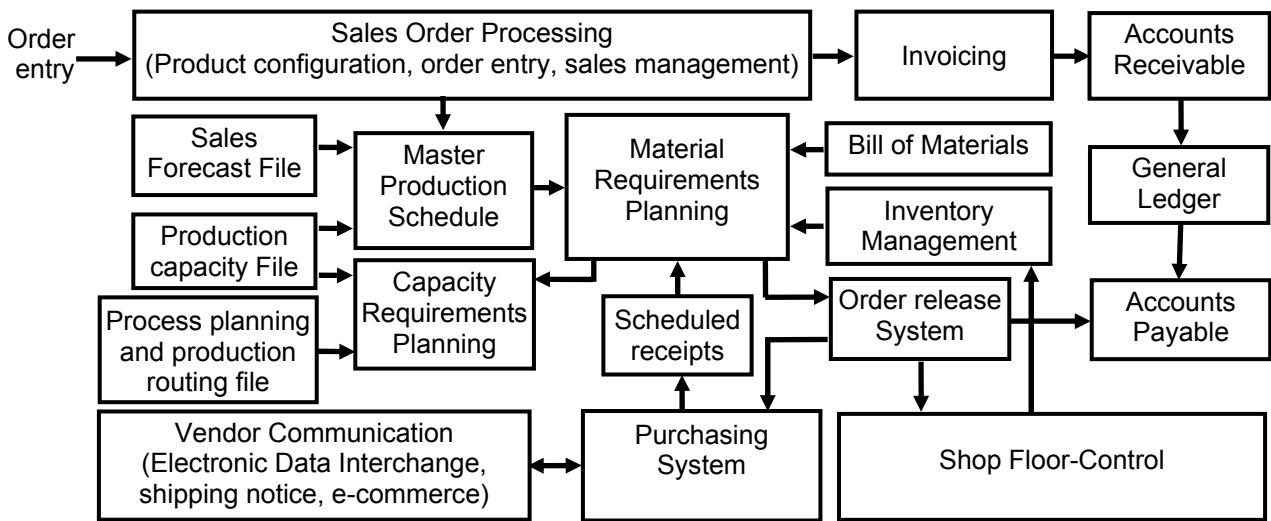 Order
entry
Sales Order Processing
(Product configuration, order entry, sales management)
Invoicing
Accounts
Receivable
Sales
Forecast File
Master
Production
Schedule
Material
Requirements
Planning
Bill of Materials
General
Ledger
Production
capacity File
Inventory
Management
Capacity
Requirements
Planning
Process planning
and production
routing file
Scheduled
receipts
Order release
System
Accounts
Payable
Vendor Communication
(Electronic Data Interchange,
shipping notice, e-commerce)
Purchasing
System
Shop Floor-Control